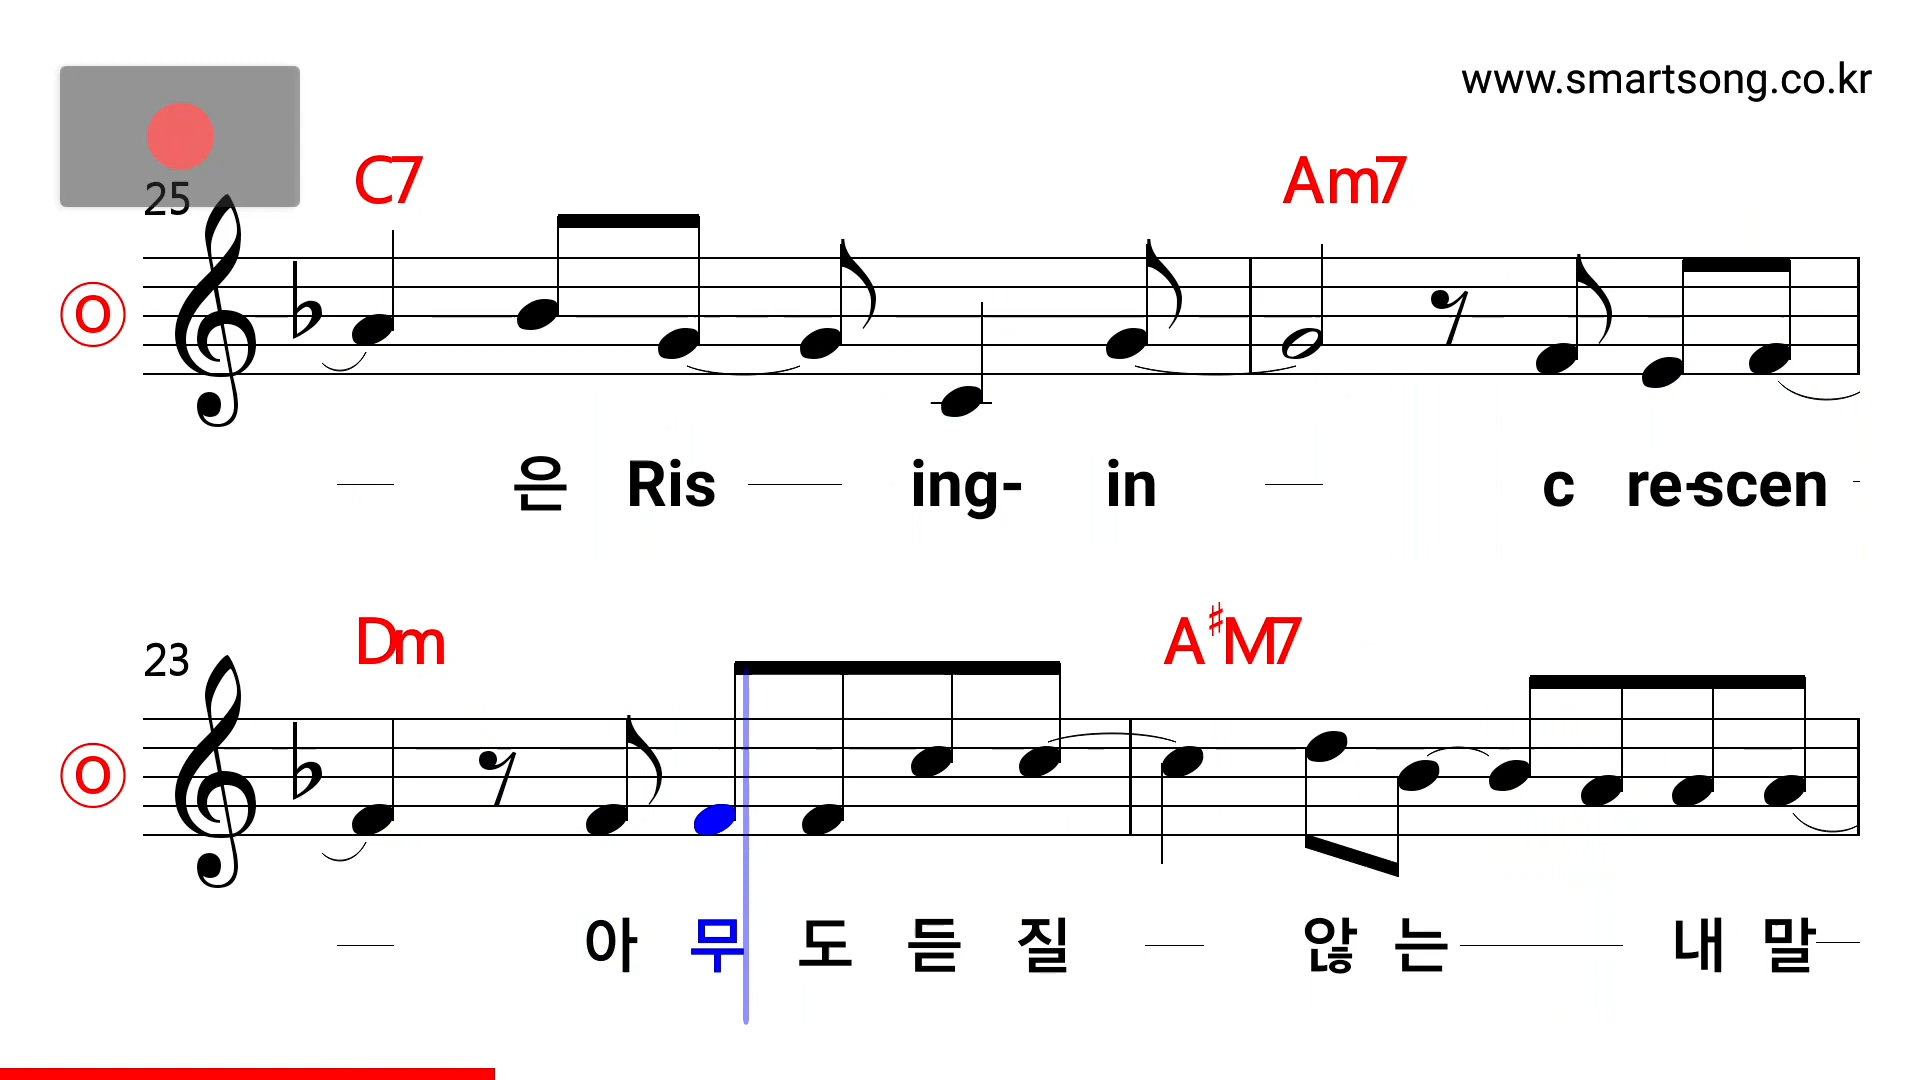 www.smartsong.co.kr
25
C7 Am7
O
은 Ris ing- in c re-scen -
23
Dm A♯M7
O
아 무 도 듣 질 않 는 내 말